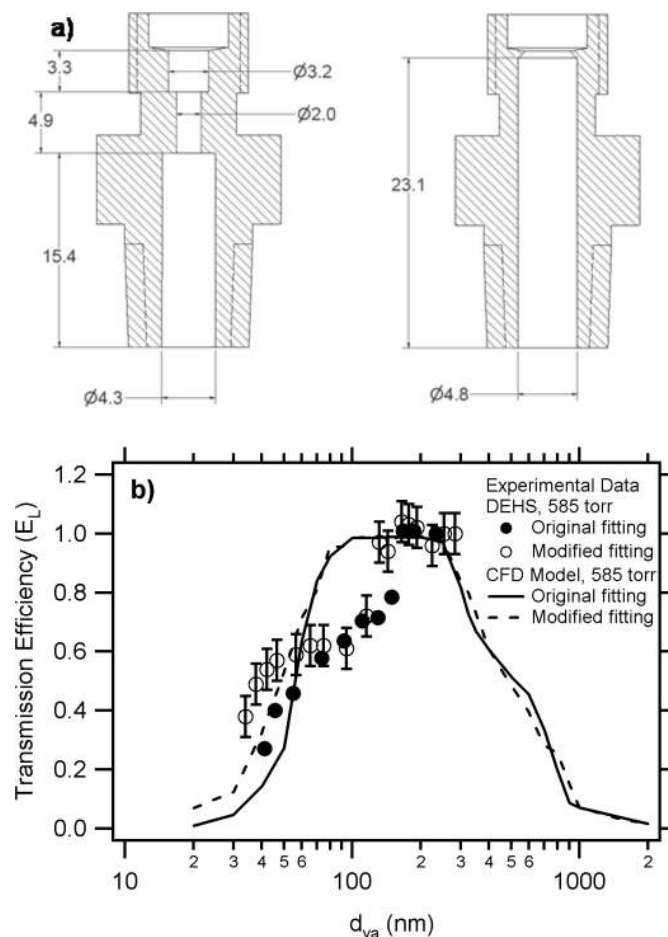 a)
3.3
Ø3.2
4.9
Ø2.0
15.4
Ø4.3
23.1
Ø4.8
b)
Experimental Data
DEHS, 585 torr
Original fitting
Modified fitting
CFD Model, 585 torr
Original fitting
Modified fitting
Transmission Efficiency (E_L)
1.2
1.0
0.8
0.6
0.4
0.2
0.0
10 2 3 4 5 6 100 2 3 4 5 6 1000 2
d_va (nm)